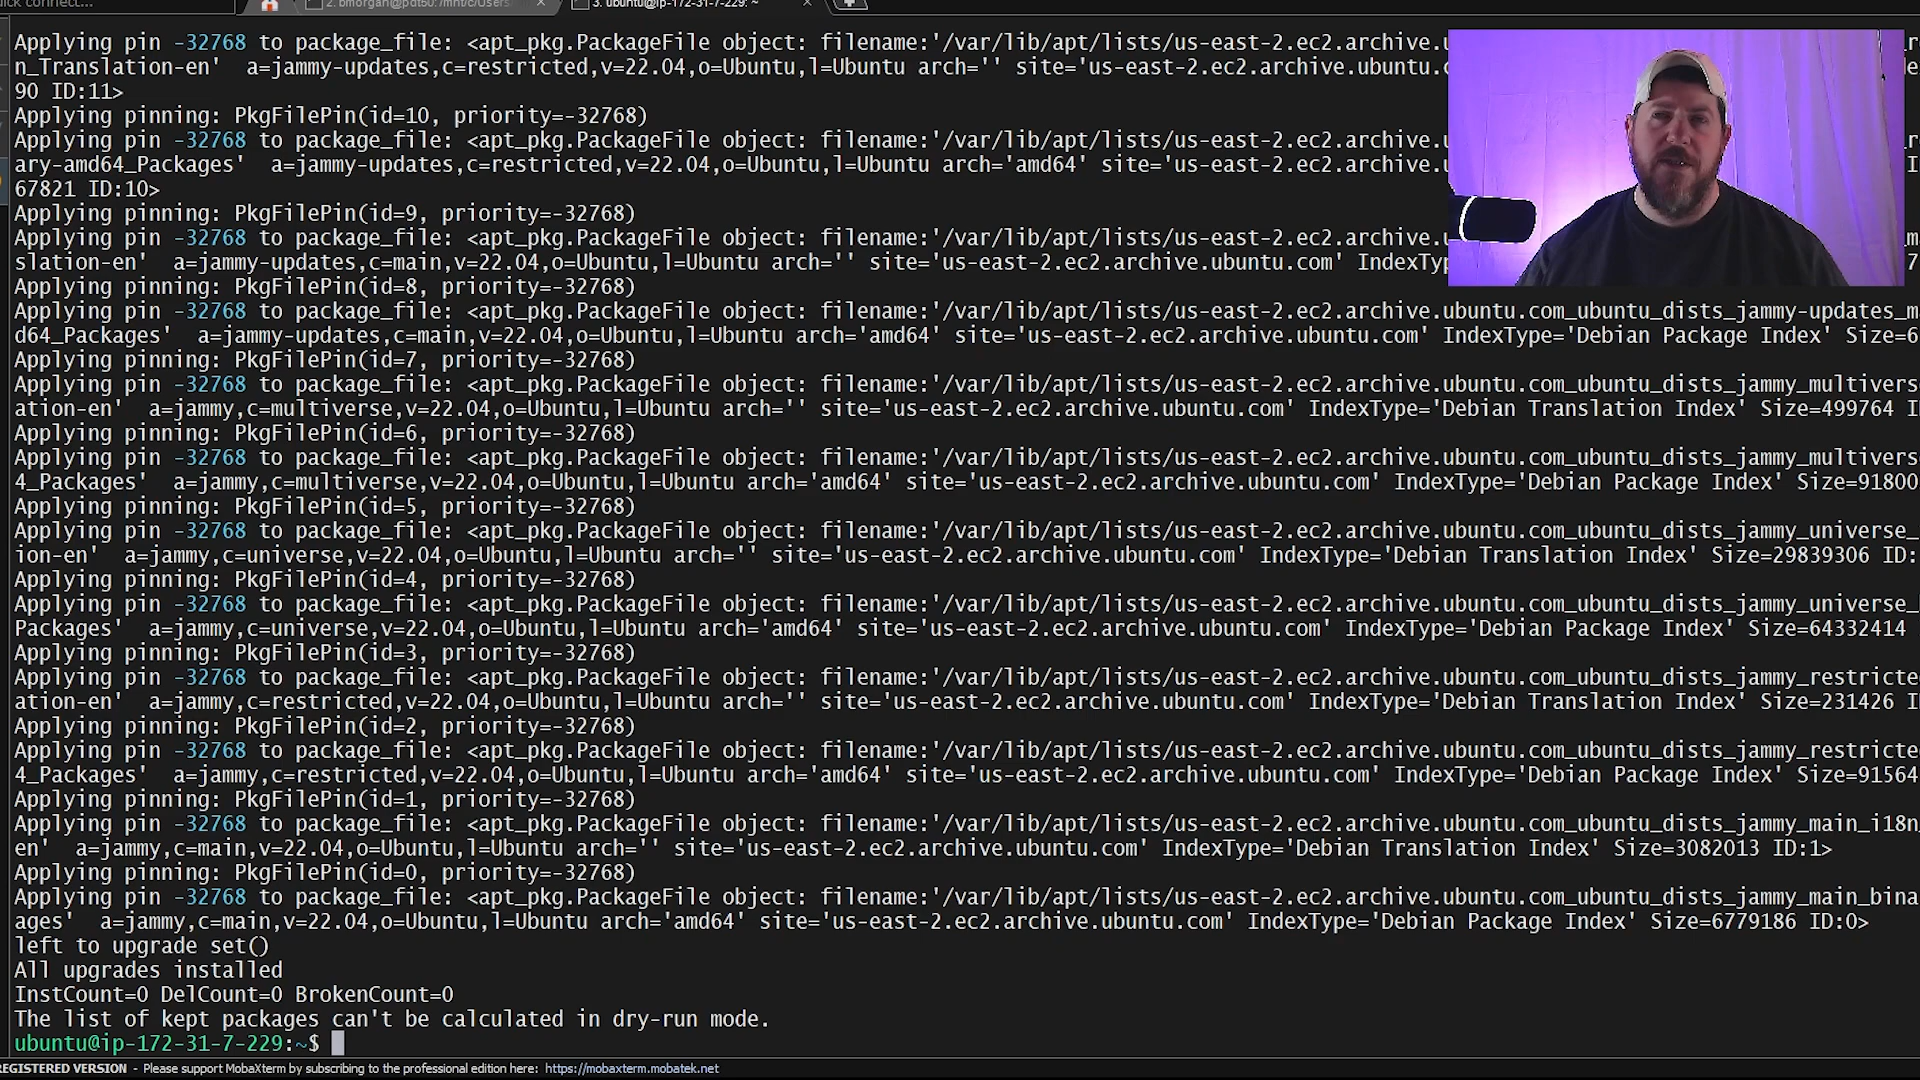 quick connect...
2. bmorgan@pdt50: /mnt/c/Users/
3. ubuntu@ip-172-31-7-229: ~
Applying pin -32768 to package_file: <apt_pkg.PackageFile object: filename:'/var/lib/apt/lists/us-east-2.ec2.archive.
n_Translation-en'  a=jammy-updates,c=restricted,v=22.04,o=Ubuntu,l=Ubuntu arch='' site='us-east-2.ec2.archive.ubuntu.
90 ID:11>
Applying pinning: PkgFilePin(id=10, priority=-32768)
Applying pin -32768 to package_file: <apt_pkg.PackageFile object: filename:'/var/lib/apt/lists/us-east-2.ec2.archive.
ary-amd64_Packages'  a=jammy-updates,c=restricted,v=22.04,o=Ubuntu,l=Ubuntu arch='amd64' site='us-east-2.ec2.archive.
67821 ID:10>
Applying pinning: PkgFilePin(id=9, priority=-32768)
Applying pin -32768 to package_file: <apt_pkg.PackageFile object: filename:'/var/lib/apt/lists/us-east-2.ec2.archive.
slation-en'  a=jammy-updates,c=main,v=22.04,o=Ubuntu,l=Ubuntu arch='' site='us-east-2.ec2.archive.ubuntu.com' IndexTy
Applying pinning: PkgFilePin(id=8, priority=-32768)
Applying pin -32768 to package_file: <apt_pkg.PackageFile object: filename:'/var/lib/apt/lists/us-east-2.ec2.archive.ubuntu.com_ubuntu_dists_jammy-updates_m
d64_Packages'  a=jammy-updates,c=main,v=22.04,o=Ubuntu,l=Ubuntu arch='amd64' site='us-east-2.ec2.archive.ubuntu.com' IndexType='Debian Package Index' Size=6
Applying pinning: PkgFilePin(id=7, priority=-32768)
Applying pin -32768 to package_file: <apt_pkg.PackageFile object: filename:'/var/lib/apt/lists/us-east-2.ec2.archive.ubuntu.com_ubuntu_dists_jammy_multivers
ation-en'  a=jammy,c=multiverse,v=22.04,o=Ubuntu,l=Ubuntu arch='' site='us-east-2.ec2.archive.ubuntu.com' IndexType='Debian Translation Index' Size=499764 I
Applying pinning: PkgFilePin(id=6, priority=-32768)
Applying pin -32768 to package_file: <apt_pkg.PackageFile object: filename:'/var/lib/apt/lists/us-east-2.ec2.archive.ubuntu.com_ubuntu_dists_jammy_multivers
4_Packages'  a=jammy,c=multiverse,v=22.04,o=Ubuntu,l=Ubuntu arch='amd64' site='us-east-2.ec2.archive.ubuntu.com' IndexType='Debian Package Index' Size=91800
Applying pinning: PkgFilePin(id=5, priority=-32768)
Applying pin -32768 to package_file: <apt_pkg.PackageFile object: filename:'/var/lib/apt/lists/us-east-2.ec2.archive.ubuntu.com_ubuntu_dists_jammy_universe_
ion-en'  a=jammy,c=universe,v=22.04,o=Ubuntu,l=Ubuntu arch='' site='us-east-2.ec2.archive.ubuntu.com' IndexType='Debian Translation Index' Size=29839306 ID:
Applying pinning: PkgFilePin(id=4, priority=-32768)
Applying pin -32768 to package_file: <apt_pkg.PackageFile object: filename:'/var/lib/apt/lists/us-east-2.ec2.archive.ubuntu.com_ubuntu_dists_jammy_universe_
Packages'  a=jammy,c=universe,v=22.04,o=Ubuntu,l=Ubuntu arch='amd64' site='us-east-2.ec2.archive.ubuntu.com' IndexType='Debian Package Index' Size=64332414
Applying pinning: PkgFilePin(id=3, priority=-32768)
Applying pin -32768 to package_file: <apt_pkg.PackageFile object: filename:'/var/lib/apt/lists/us-east-2.ec2.archive.ubuntu.com_ubuntu_dists_jammy_restricte
ation-en'  a=jammy,c=restricted,v=22.04,o=Ubuntu,l=Ubuntu arch='' site='us-east-2.ec2.archive.ubuntu.com' IndexType='Debian Translation Index' Size=231426 I
Applying pinning: PkgFilePin(id=2, priority=-32768)
Applying pin -32768 to package_file: <apt_pkg.PackageFile object: filename:'/var/lib/apt/lists/us-east-2.ec2.archive.ubuntu.com_ubuntu_dists_jammy_restricte
4_Packages'  a=jammy,c=restricted,v=22.04,o=Ubuntu,l=Ubuntu arch='amd64' site='us-east-2.ec2.archive.ubuntu.com' IndexType='Debian Package Index' Size=91564
Applying pinning: PkgFilePin(id=1, priority=-32768)
Applying pin -32768 to package_file: <apt_pkg.PackageFile object: filename:'/var/lib/apt/lists/us-east-2.ec2.archive.ubuntu.com_ubuntu_dists_jammy_main_i18n
en'  a=jammy,c=main,v=22.04,o=Ubuntu,l=Ubuntu arch='' site='us-east-2.ec2.archive.ubuntu.com' IndexType='Debian Translation Index' Size=3082013 ID:1>
Applying pinning: PkgFilePin(id=0, priority=-32768)
Applying pin -32768 to package_file: <apt_pkg.PackageFile object: filename:'/var/lib/apt/lists/us-east-2.ec2.archive.ubuntu.com_ubuntu_dists_jammy_main_bina
ages'  a=jammy,c=main,v=22.04,o=Ubuntu,l=Ubuntu arch='amd64' site='us-east-2.ec2.archive.ubuntu.com' IndexType='Debian Package Index' Size=6779186 ID:0>
left to upgrade set()
All upgrades installed
InstCount=0 DelCount=0 BrokenCount=0
The list of kept packages can't be calculated in dry-run mode.
ubuntu@ip-172-31-7-229:~$
REGISTERED VERSION - Please support MobaXterm by subscribing to the professional edition here: https://mobaxterm.mobatek.net